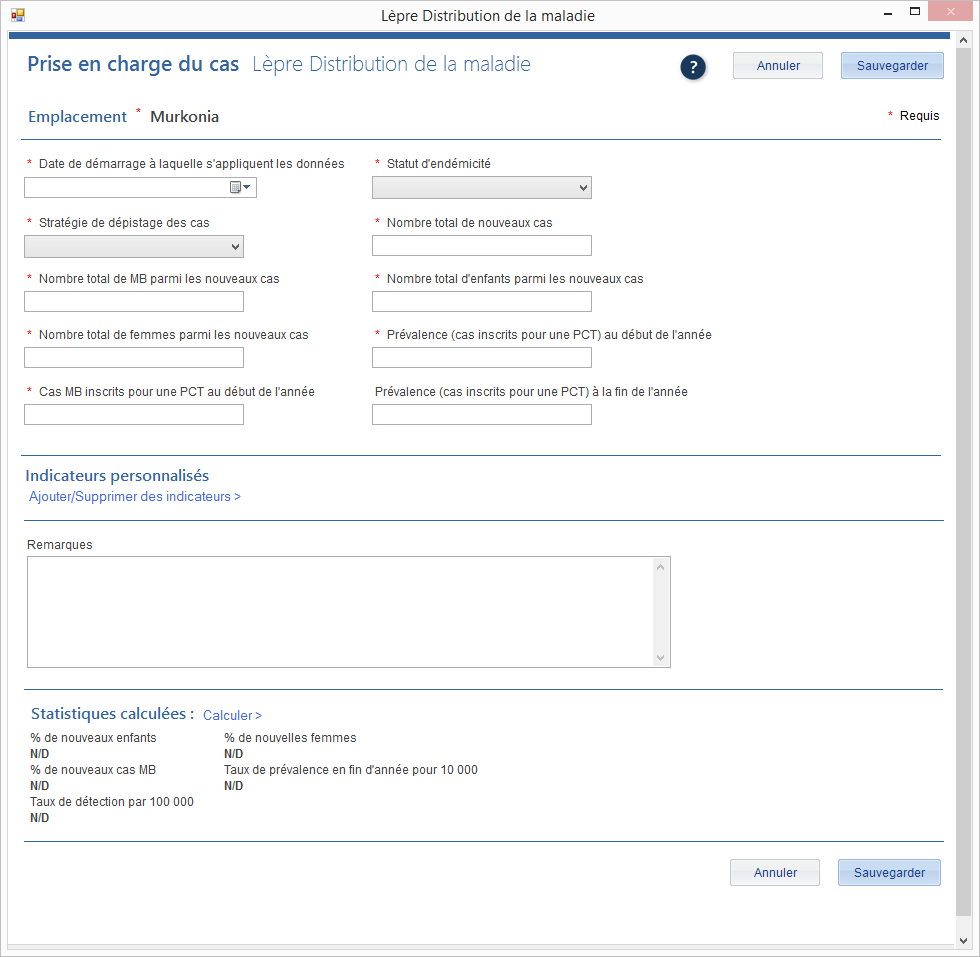 Lèpre Distribution de la maladie
Prise en charge du cas Lèpre Distribution de la maladie
?
Annuler
Sauvegarder
Emplacement * Murkonia
* Requis
* Date de démarrage à laquelle s'appliquent les données
* Statut d'endémicité
* Stratégie de dépistage des cas
* Nombre total de nouveaux cas
* Nombre total de MB parmi les nouveaux cas
* Nombre total d'enfants parmi les nouveaux cas
* Nombre total de femmes parmi les nouveaux cas
* Prévalence (cas inscrits pour une PCT) au début de l'année
* Cas MB inscrits pour une PCT au début de l'année
Prévalence (cas inscrits pour une PCT) à la fin de l'année
Indicateurs personnalisés
Ajouter/Supprimer des indicateurs >
Remarques
Statistiques calculées : Calculer >
% de nouveaux enfants
N/D
% de nouvelles femmes
N/D
% de nouveaux cas MB
N/D
Taux de prévalence en fin d'année pour 10 000
N/D
Taux de détection par 100 000
N/D
Annuler
Sauvegarder